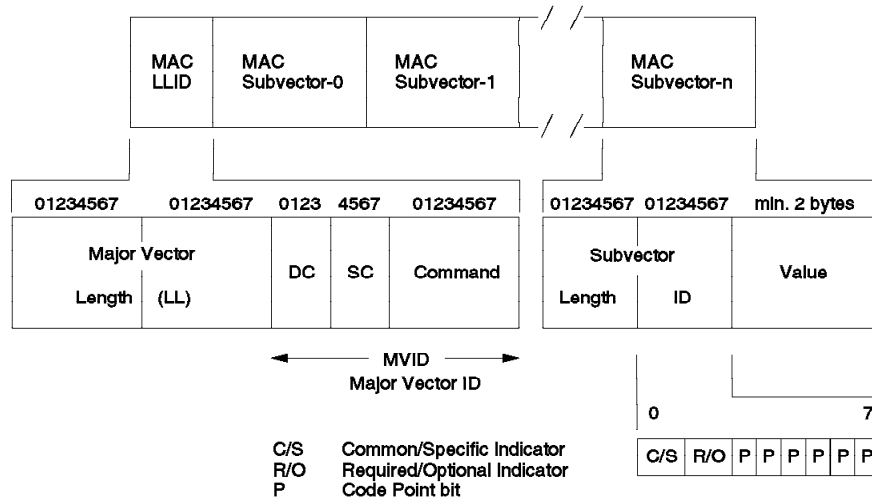 MAC LLID
MAC Subvector-0
MAC Subvector-1
MAC Subvector-n
01234567 01234567 0123 4567 01234567
01234567 01234567 min. 2 bytes
Major Vector
Length (LL)
DC
SC
Command
Subvector
Length ID
Value
MVID
Major Vector ID
0 7
C/S R/O P P P P P P
C/S Common/Specific Indicator
R/O Required/Optional Indicator
P Code Point bit